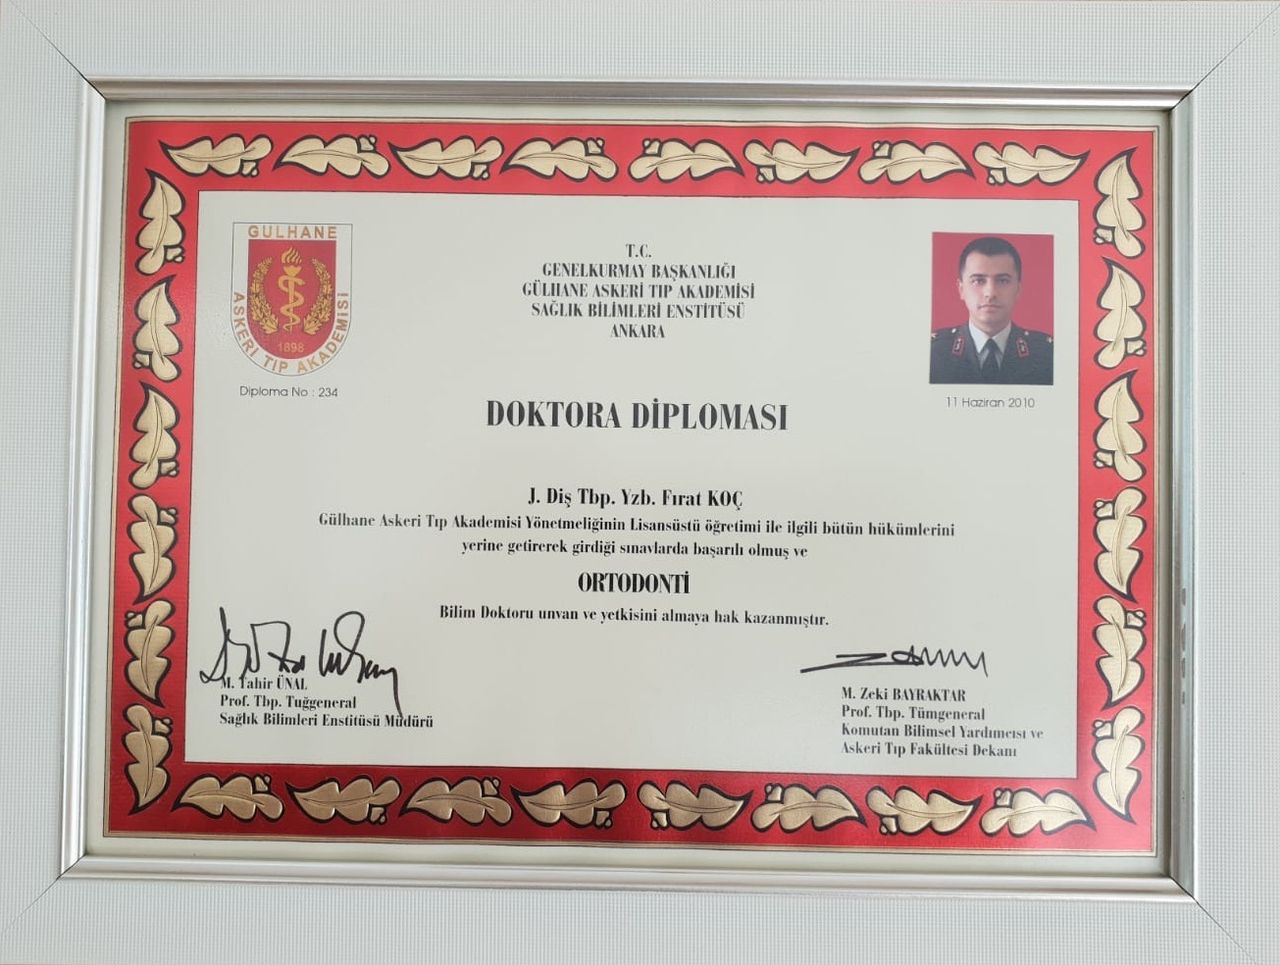 GULHANE
ASKERİ TIP AKADEMİSİ
1898
Diploma No : 234
T.C.
GENELKURMAY BAŞKANLIĞI
GÜLHANE ASKERİ TIP AKADEMİSİ
SAĞLIK BİLİMLERİ ENSTİTÜSÜ
ANKARA
11 Haziran 2010
DOKTORA DİPLOMASI
J. Diş Tbp. Yzb. Fırat KOÇ
Gülhane Askeri Tıp Akademisi Yönetmeliğinin Lisansüstü öğretimi ile ilgili bütün hükümlerini
yerine getirerek girdiği sınavlarda başarılı olmuş ve
ORTODONTİ
Bilim Doktoru unvan ve yetkisini almaya hak kazanmıştır.
M. Tahir ÜNAL
Prof. Tbp. Tuğgeneral
Sağlık Bilimleri Enstitüsü Müdürü
M. Zeki BAYRAKTAR
Prof. Tbp. Tümgeneral
Komutan Bilimsel Yardımcısı ve
Askeri Tıp Fakültesi Dekanı